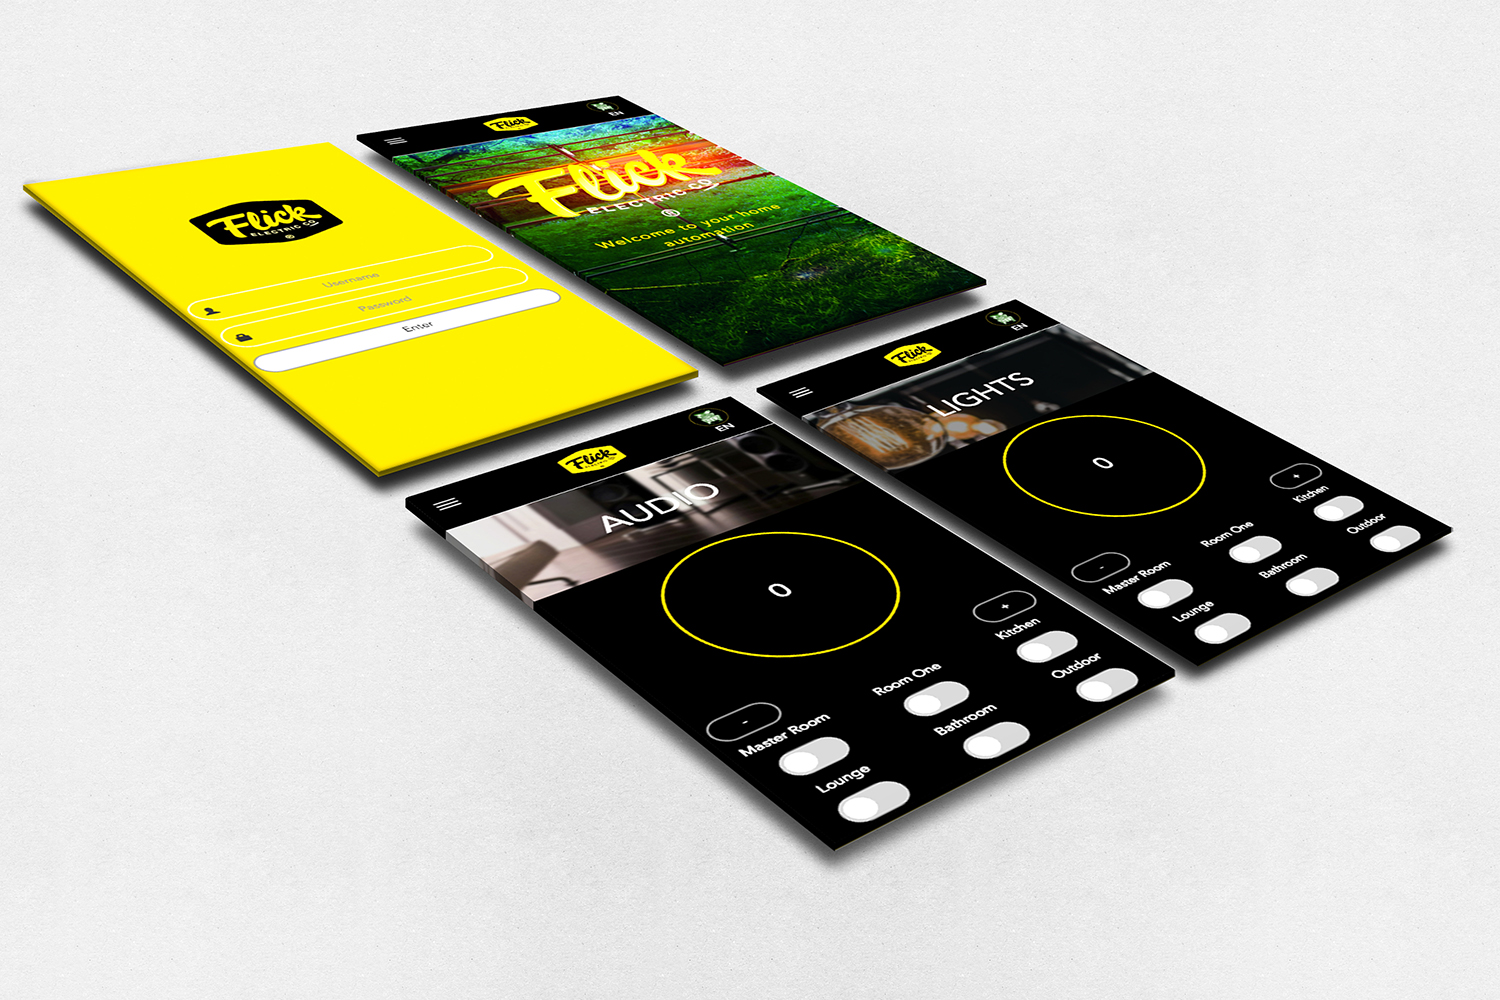 Flick
ELECTRIC CO
®
Username
Password
Enter
Flick
EN
Flick
ELECTRIC CO
®
Welcome to your home
automation
Flick
ELECTRIC CO
EN
AUDIO
0
-
+
Master Room
Room One
Kitchen
Lounge
Bathroom
Outdoor
Flick
EN
LIGHTS
0
-
+
Master Room
Room One
Kitchen
Lounge
Bathroom
Outdoor